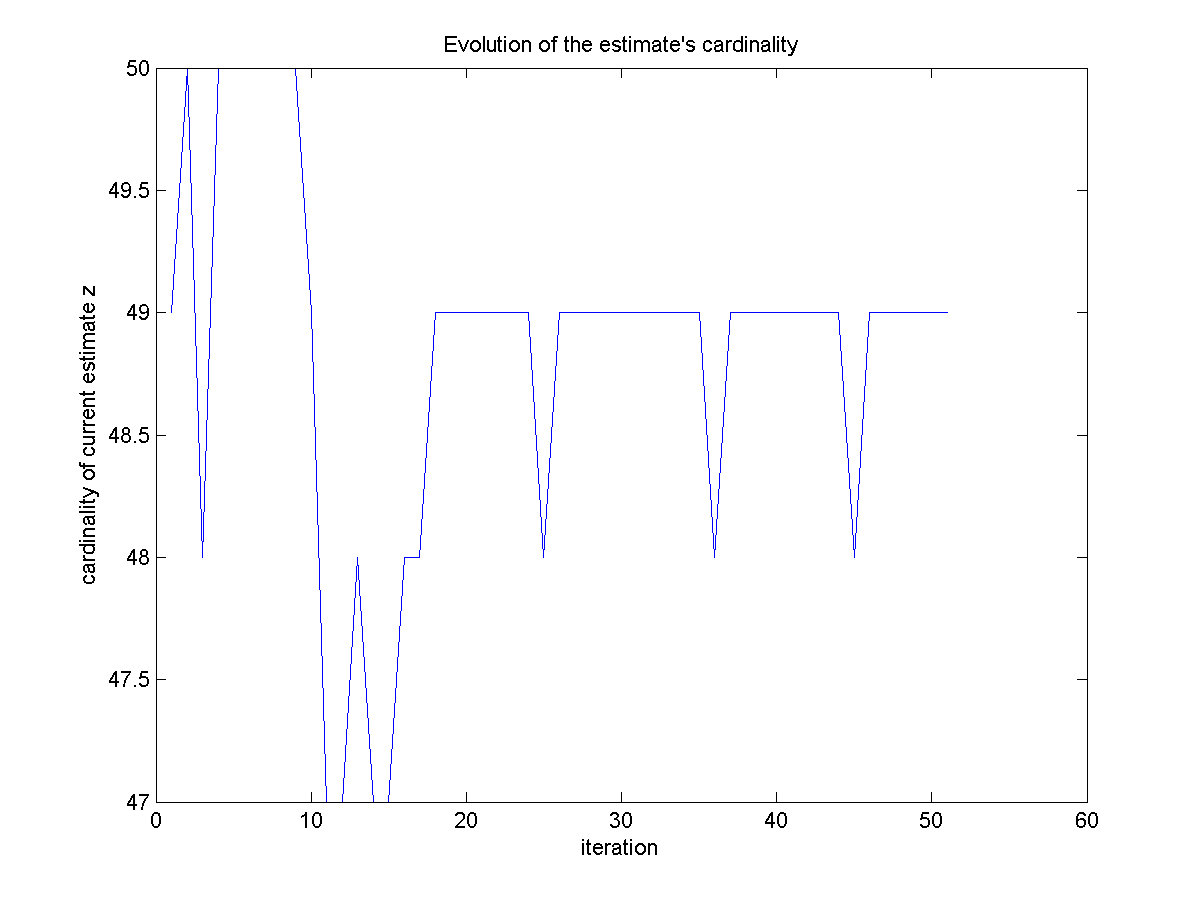 Evolution of the estimate's cardinality
50
49.5
49
48.5
48
47.5
47
cardinality of current estimate z
0 10 20 30 40 50 60
iteration